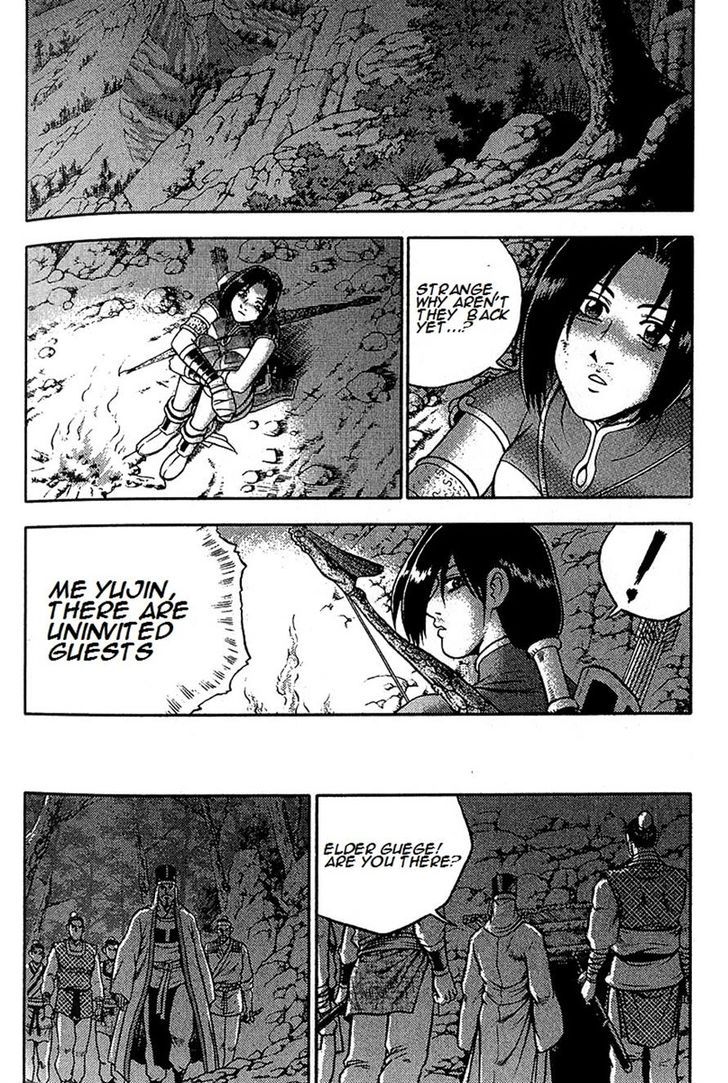 STRANGE,
WHY AREN'T
THEY BACK
YET...?
!
ME YUJIN,
THERE ARE
UNINVITED
GUESTS
ELDER GUEGE!
ARE YOU THERE?